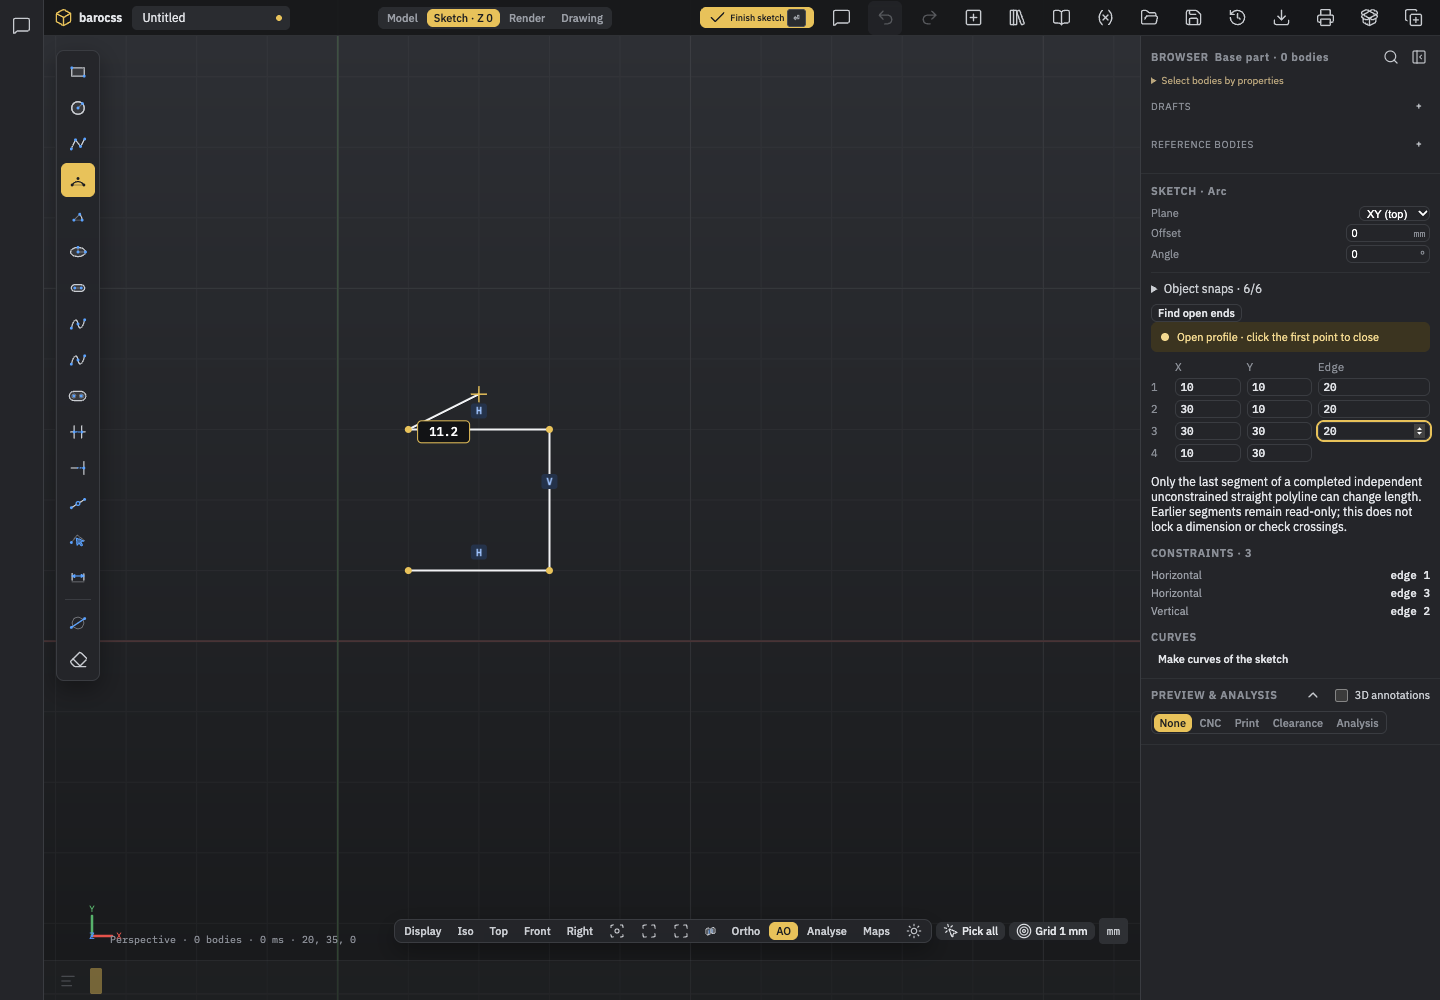 barocss
Untitled
Model
Sketch · Z 0
Render
Drawing
Finish sketch
BROWSER Base part · 0 bodies
Select bodies by properties
DRAFTS
+
REFERENCE BODIES
+
SKETCH · Arc
Plane
XY (top)
Offset
0
mm
Angle
0
°
Object snaps · 6/6
Find open ends
Open profile · click the first point to close
X Y Edge
1 10 10 20
2 30 10 20
3 30 30 20
4 10 30
Only the last segment of a completed independent
unconstrained straight polyline can change length.
Earlier segments remain read-only; this does not
lock a dimension or check crossings.
CONSTRAINTS · 3
Horizontal edge 1
Horizontal edge 3
Vertical edge 2
CURVES
Make curves of the sketch
PREVIEW & ANALYSIS
3D annotations
None
CNC
Print
Clearance
Analysis
H
11.2
V
H
Y
X
Z
Perspective · 0 bodies · 0 ms · 20, 35, 0
Display
Iso
Top
Front
Right
Ortho
AO
Analyse
Maps
Pick all
Grid 1 mm
mm